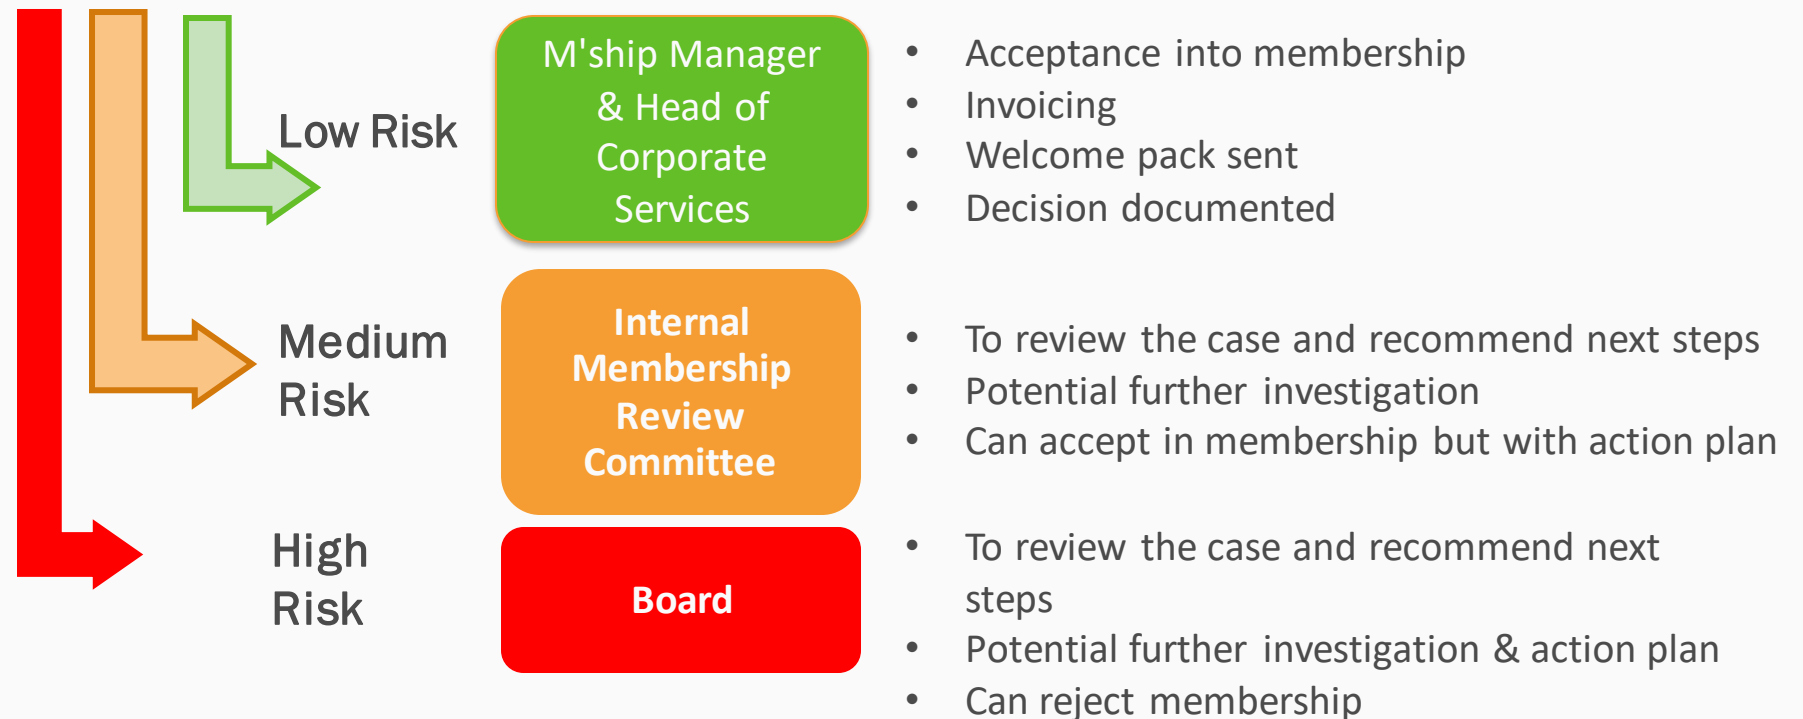 Low Risk
M'ship Manager
& Head of
Corporate
Services
• Acceptance into membership
• Invoicing
• Welcome pack sent
• Decision documented
Medium
Risk
Internal
Membership
Review
Committee
• To review the case and recommend next steps
• Potential further investigation
• Can accept in membership but with action plan
High
Risk
Board
• To review the case and recommend next
steps
• Potential further investigation & action plan
• Can reject membership